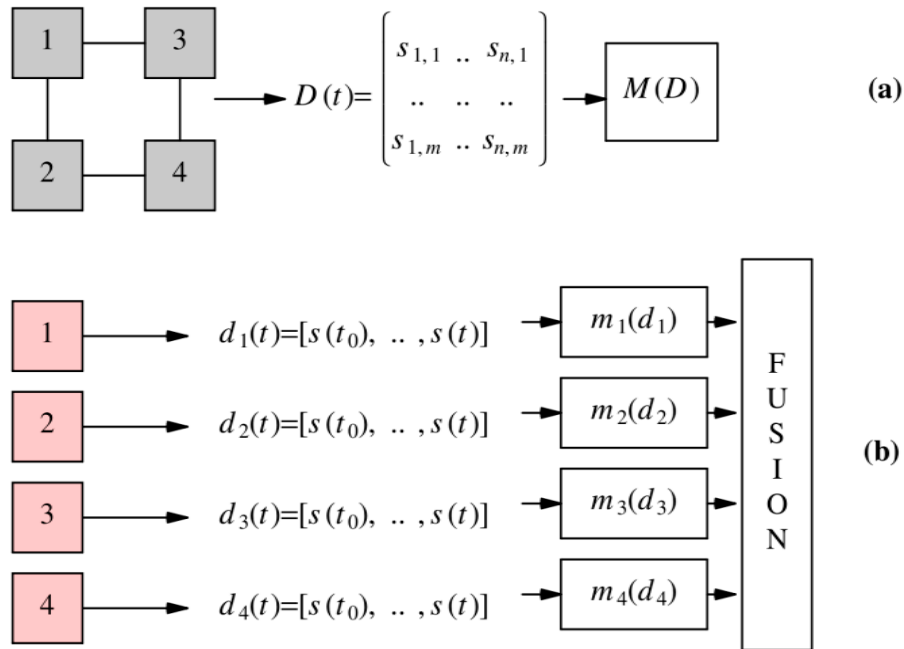 1 3
s₁,₁ .. sₙ,₁
D(t)= .. .. .. M(D) (a)
s₁,ₘ .. sₙ,ₘ
2 4
1 d₁(t)=[s(t₀), .. ,s(t)] m₁(d₁)
2 d₂(t)=[s(t₀), .. ,s(t)] m₂(d₂)
3 d₃(t)=[s(t₀), .. ,s(t)] m₃(d₃)
4 d₄(t)=[s(t₀), .. ,s(t)] m₄(d₄)
FUSION
(b)